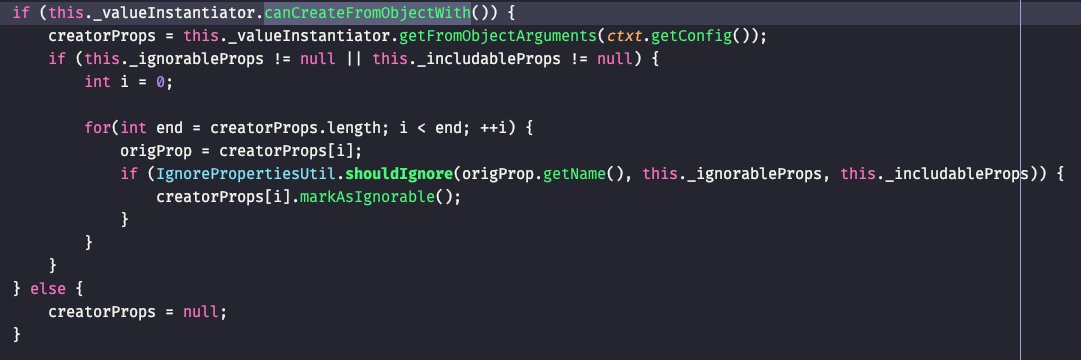 if (this._valueInstantiator.canCreateFromObjectWith()) {
    creatorProps = this._valueInstantiator.getFromObjectArguments(ctxt.getConfig());
    if (this._ignorableProps != null || this._includableProps != null) {
        int i = 0;

        for(int end = creatorProps.length; i < end; ++i) {
            origProp = creatorProps[i];
            if (IgnorePropertiesUtil.shouldIgnore(origProp.getName(), this._ignorableProps, this._includableProps)) {
                creatorProps[i].markAsIgnorable();
            }
        }
    }
} else {
    creatorProps = null;
}